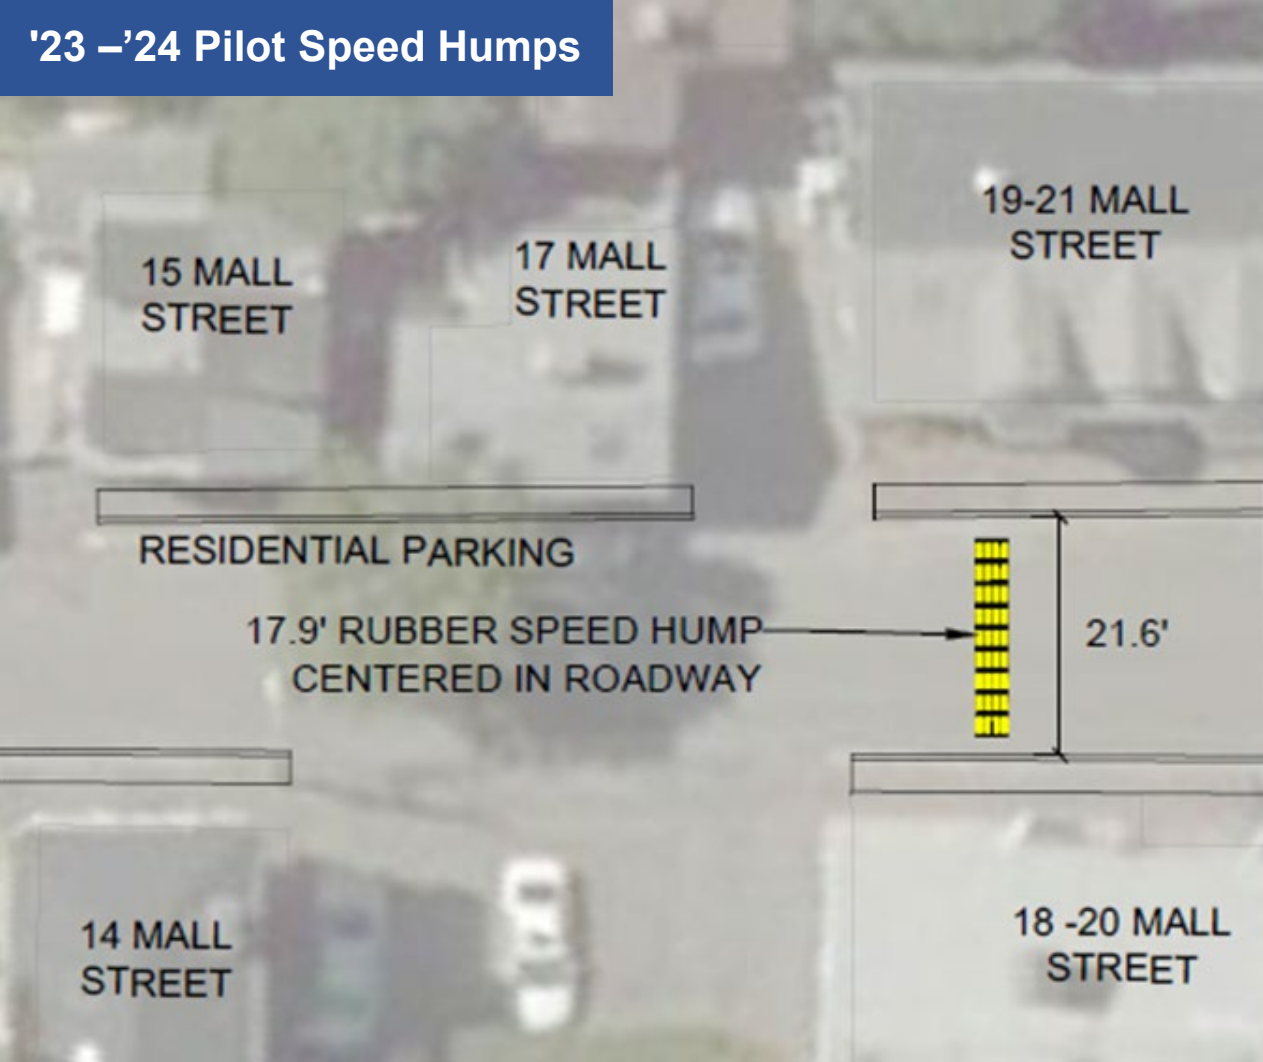 '23 –’24 Pilot Speed Humps
19-21 MALL
STREET
15 MALL
STREET
17 MALL
STREET
RESIDENTIAL PARKING
17.9' RUBBER SPEED HUMP
CENTERED IN ROADWAY
21.6'
14 MALL
STREET
18 -20 MALL
STREET